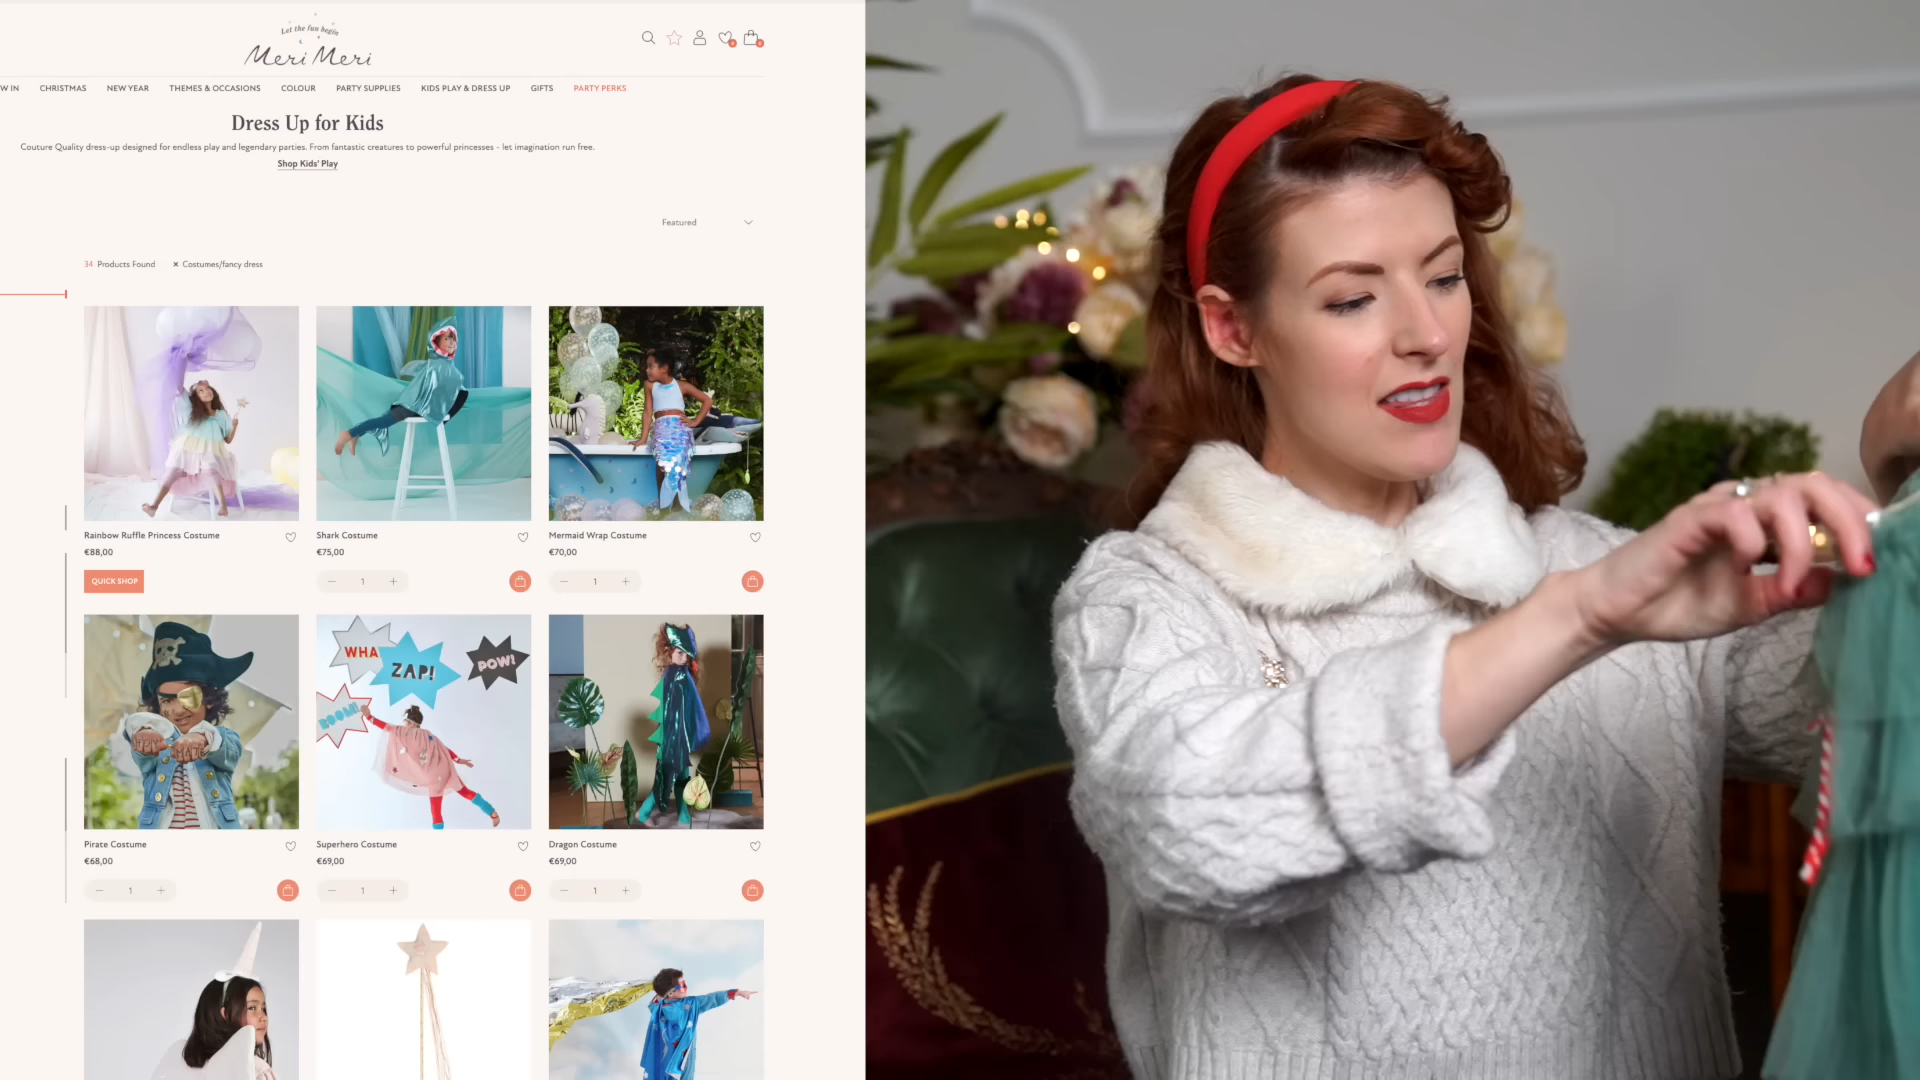 Let the fun begin
Meri Meri
W IN CHRISTMAS NEW YEAR THEMES & OCCASIONS COLOUR PARTY SUPPLIES KIDS PLAY & DRESS UP GIFTS PARTY PERKS
Dress Up for Kids
Couture Quality dress-up designed for endless play and legendary parties. From fantastic creatures to powerful princesses - let imagination run free.
Shop Kids' Play
Featured
34 Products Found × Costumes/fancy dress
Rainbow Ruffle Princess Costume
€88,00
QUICK SHOP
Shark Costume
€75,00
− 1 +
Mermaid Wrap Costume
€70,00
− 1 +
WHA
ZAP!
POW!
BOOM!
Pirate Costume
€68,00
− 1 +
Superhero Costume
€69,00
− 1 +
Dragon Costume
€69,00
− 1 +